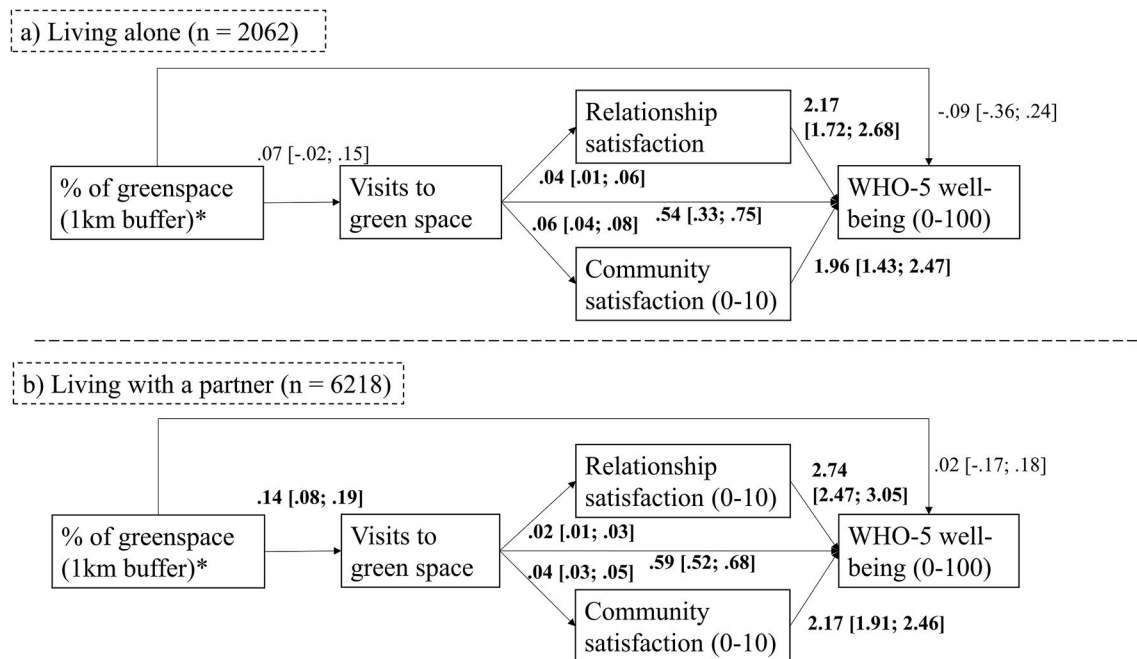 a) Living alone (n = 2062)
.07 [-.02; .15]
% of greenspace
(1km buffer)*
Visits to
green space
Relationship
satisfaction
2.17
[1.72; 2.68]
-.09 [-.36; .24]
.04 [.01; .06]
.54 [.33; .75]
.06 [.04; .08]
WHO-5 well-
being (0-100)
Community
satisfaction (0-10)
1.96 [1.43; 2.47]
b) Living with a partner (n = 6218)
.14 [.08; .19]
% of greenspace
(1km buffer)*
Visits to
green space
Relationship
satisfaction (0-10)
2.74
[2.47; 3.05]
.02 [-.17; .18]
.02 [.01; .03]
.59 [.52; .68]
.04 [.03; .05]
WHO-5 well-
being (0-100)
Community
satisfaction (0-10)
2.17 [1.91; 2.46]